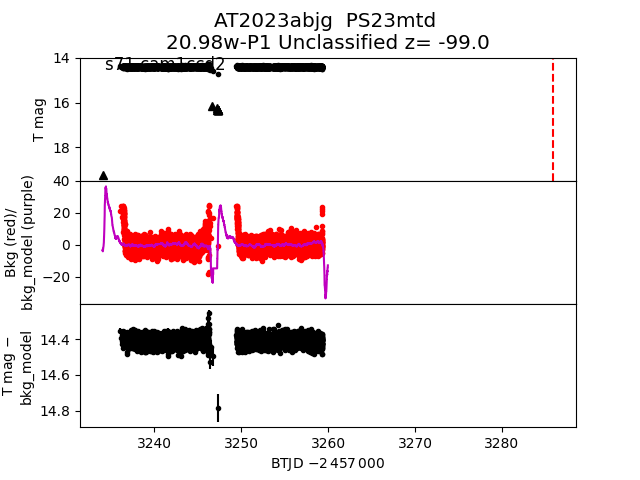 AT2023abjg PS23mtd
20.98w-P1 Unclassified z= -99.0
s71 cam1ccd2
14
16
18
T mag
40
20
0
−20
Bkg (red)/
bkg_model (purple)
14.4
14.6
14.8
T mag −
bkg_model
3240
3250
3260
3270
3280
BTJD −2 457 000